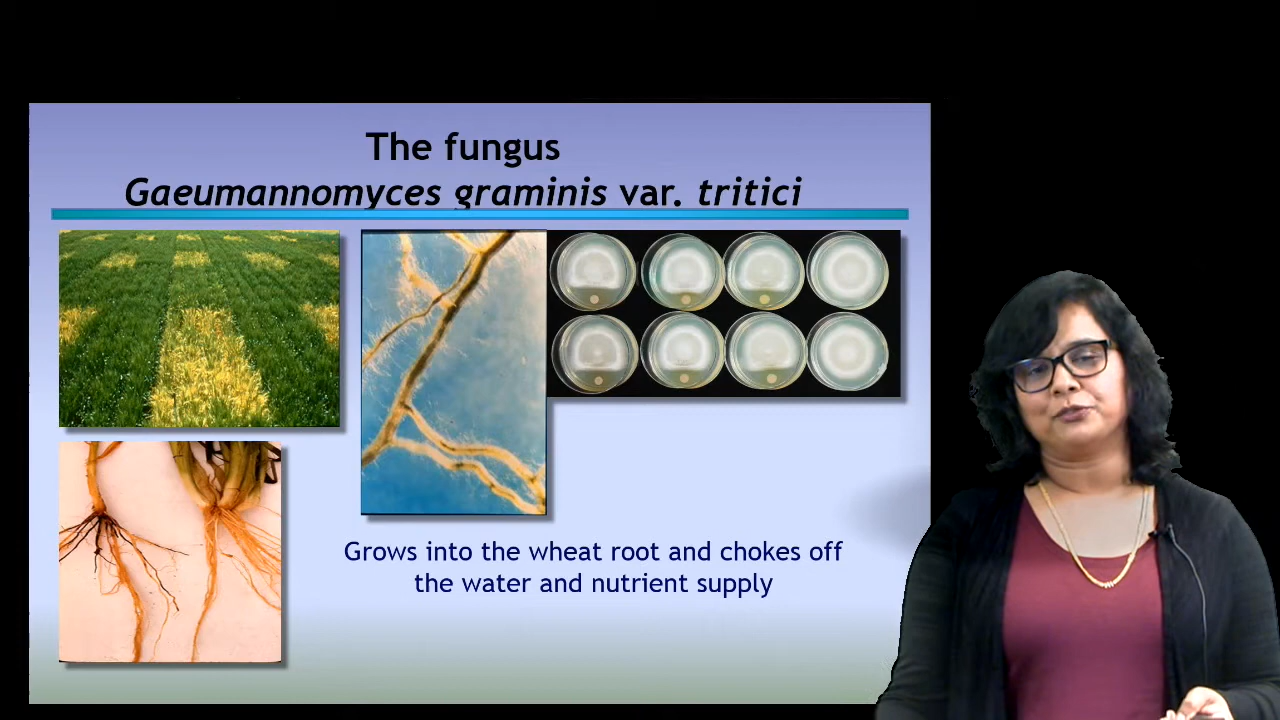 The fungus
Gaeumannomyces graminis var. tritici
Grows into the wheat root and chokes off
the water and nutrient supply